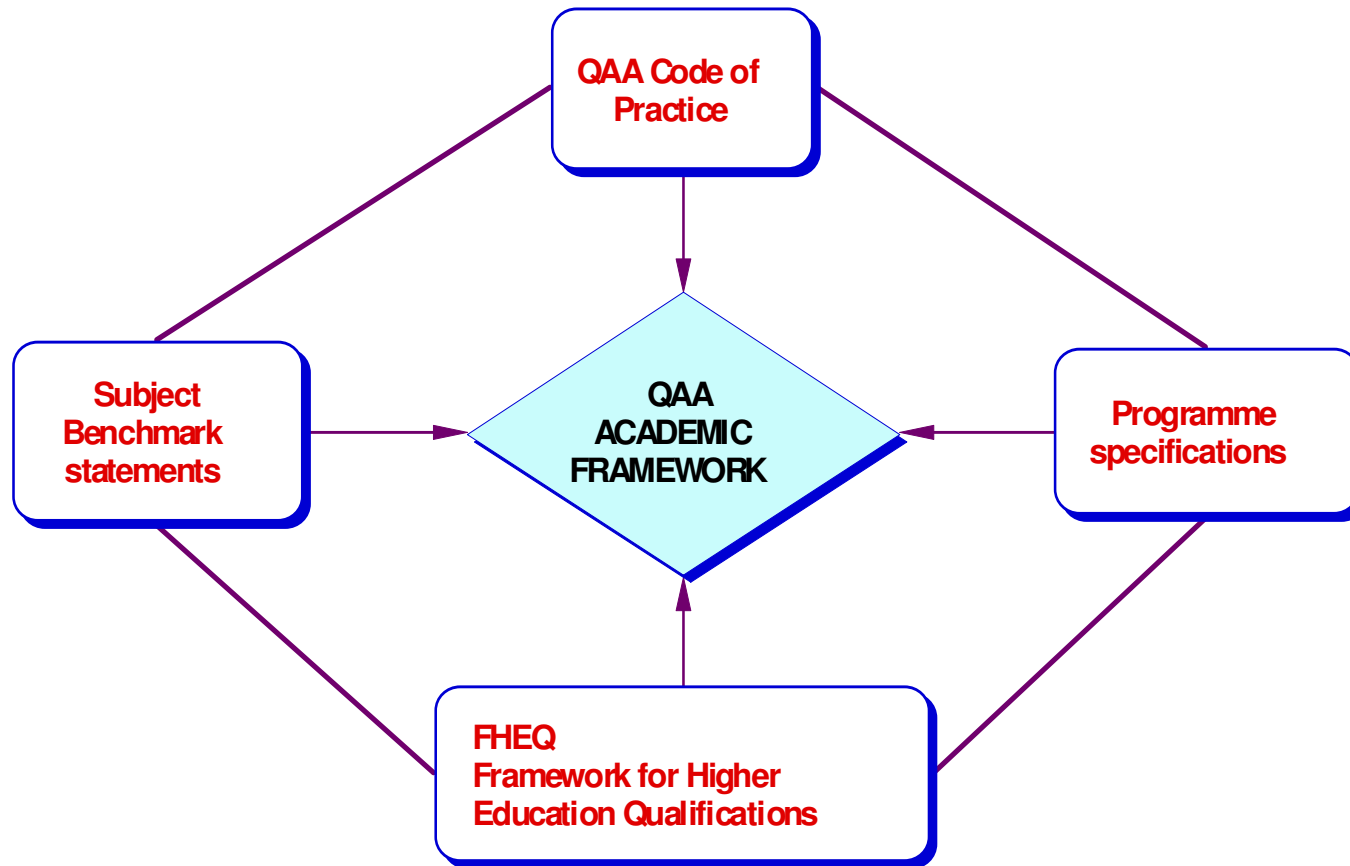 QAA Code of
Practice
Subject
Benchmark
statements
QAA
ACADEMIC
FRAMEWORK
Programme
specifications
FHEQ
Framework for Higher
Education Qualifications